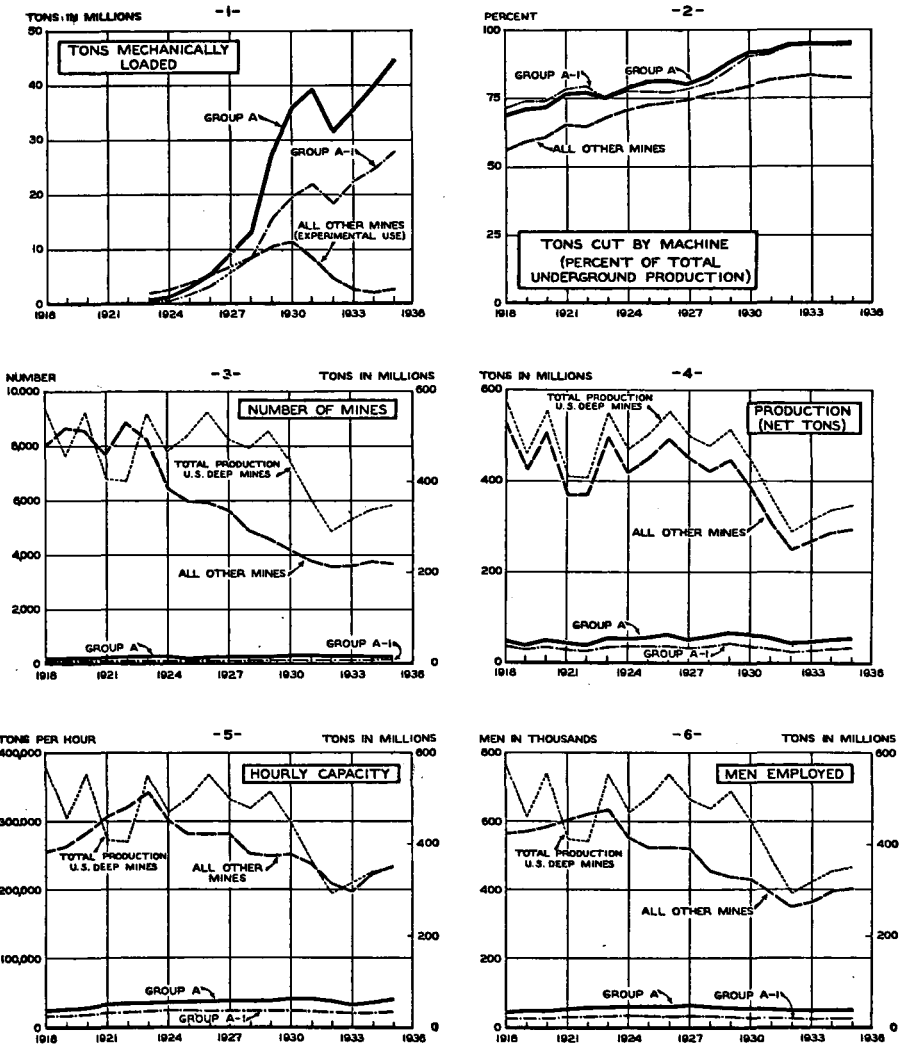 -1-
TONS IN MILLIONS
TONS MECHANICALLY
LOADED
GROUP A
GROUP A-1
ALL OTHER MINES
(EXPERIMENTAL USE)
50
40
30
20
10
0
1918 1921 1924 1927 1930 1933 1936
-2-
PERCENT
GROUP A-1
GROUP A
ALL OTHER MINES
TONS CUT BY MACHINE
(PERCENT OF TOTAL
UNDERGROUND PRODUCTION)
100
75
50
25
0
1918 1921 1924 1927 1930 1933 1936
-3-
NUMBER
TONS IN MILLIONS
NUMBER OF MINES
TOTAL PRODUCTION
U.S. DEEP MINES
ALL OTHER MINES
GROUP A
GROUP A-1
10,000
8,000
6,000
4,000
2,000
0
600
400
200
0
1918 1921 1924 1927 1930 1933 1936
-4-
TONS IN MILLIONS
TOTAL PRODUCTION
U.S. DEEP MINES
PRODUCTION
(NET TONS)
ALL OTHER MINES
GROUP A
GROUP A-1
600
400
200
0
1918 1921 1924 1927 1930 1933 1936
-5-
TONS PER HOUR
TONS IN MILLIONS
HOURLY CAPACITY
TOTAL PRODUCTION
U.S. DEEP MINES
ALL OTHER
MINES
GROUP A
GROUP A-1
400,000
300,000
200,000
100,000
0
600
400
200
0
1918 1921 1924 1927 1930 1933 1936
-6-
MEN IN THOUSANDS
TONS IN MILLIONS
MEN EMPLOYED
TOTAL PRODUCTION
U.S. DEEP MINES
ALL OTHER MINES
GROUP A
GROUP A-1
800
600
400
200
0
600
400
200
0
1918 1921 1924 1927 1930 1933 1936